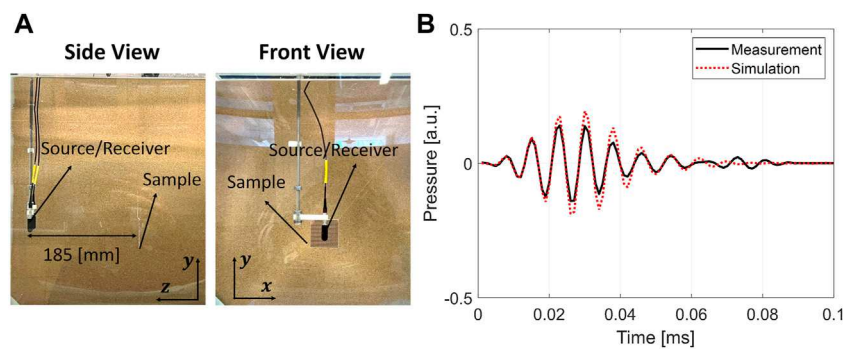 A
Side View
Front View
Source/Receiver
Sample
185 [mm]
y
z
Source/Receiver
Sample
y
x
B
0.5
0
-0.5
Pressure [a.u.]
Measurement
Simulation
0
0.02
0.04
0.06
0.08
0.1
Time [ms]